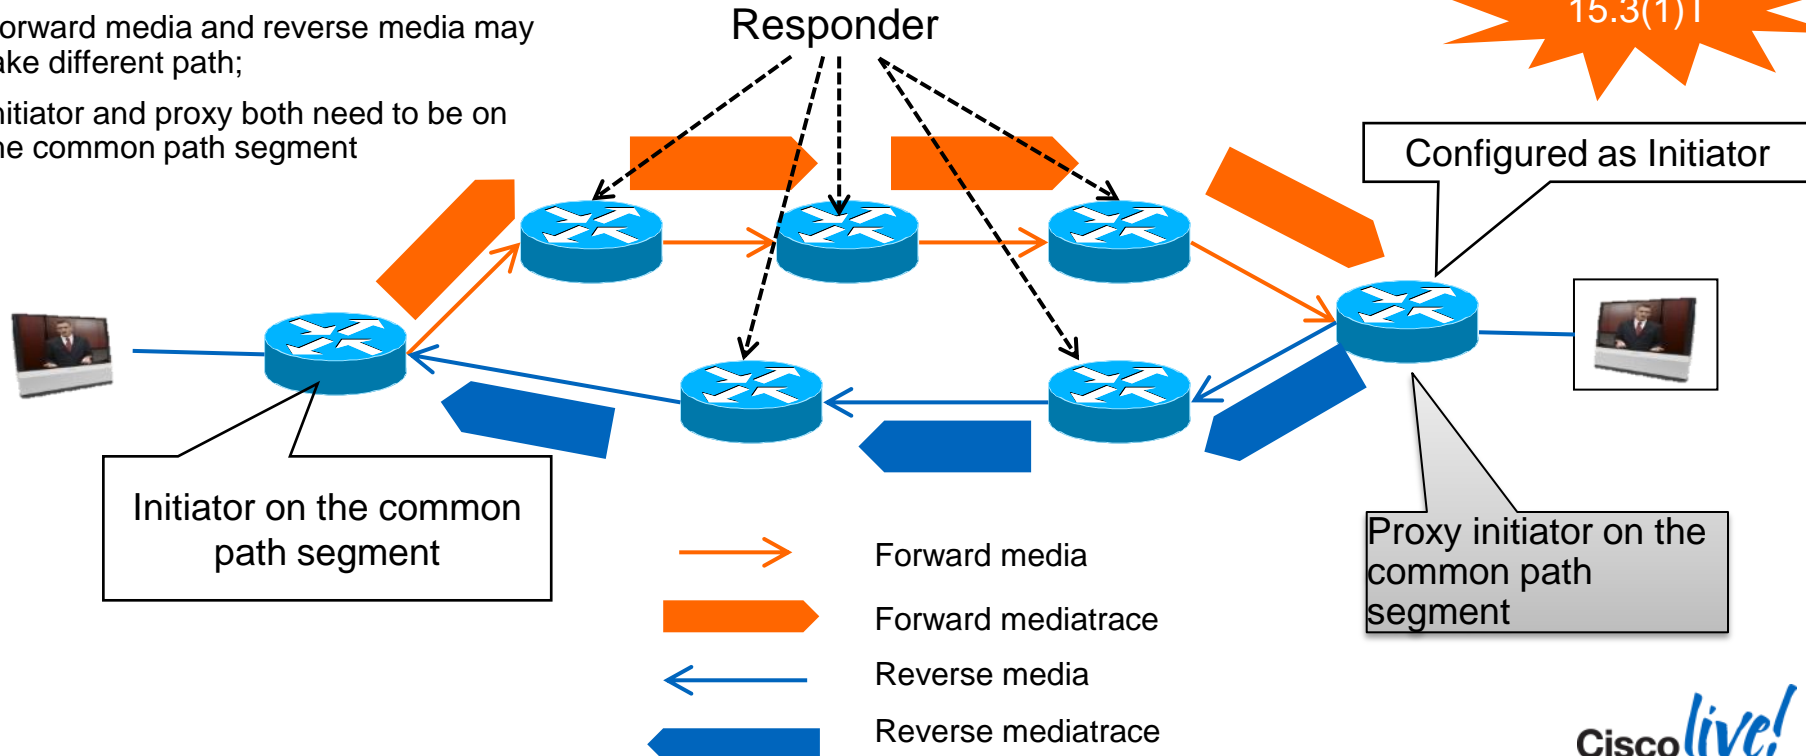 orward media and reverse media may
ake different path;
nitiator and proxy both need to be on
he common path segment
Responder
15.3(1)T
Configured as Initiator
Initiator on the common
path segment
Proxy initiator on the
common path
segment
Forward media
Forward mediatrace
Reverse media
Reverse mediatrace
Cisco live!